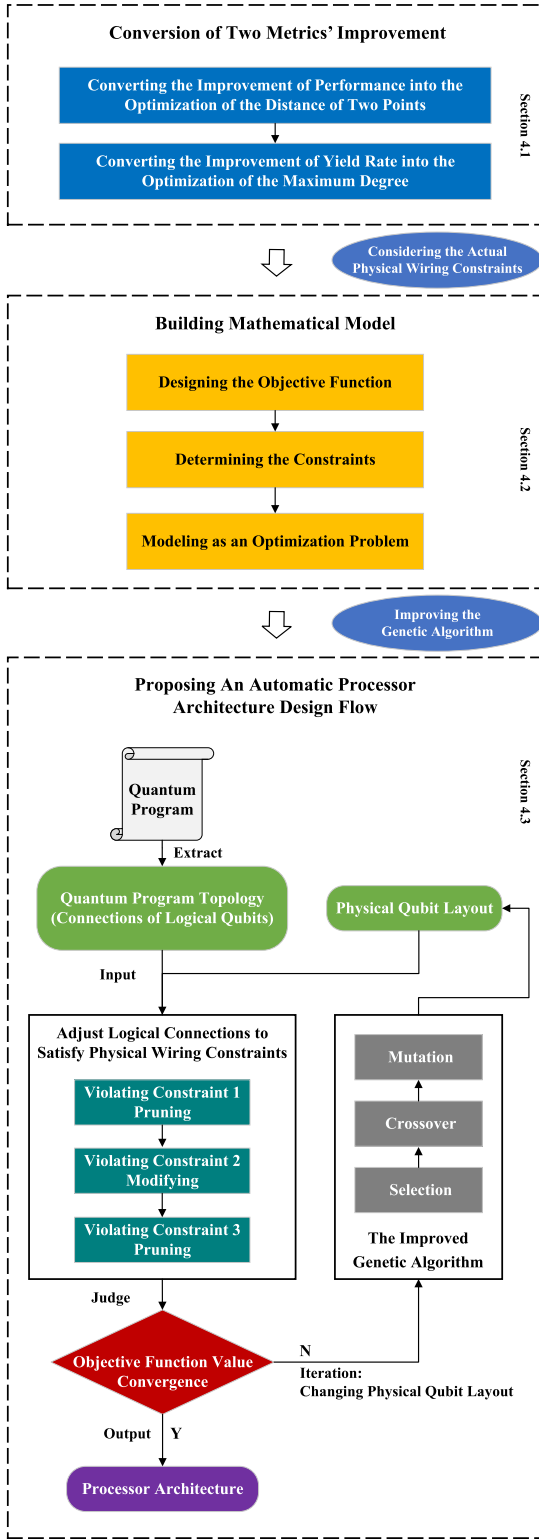 Conversion of Two Metrics' Improvement
Converting the Improvement of Performance into the
Optimization of the Distance of Two Points
Converting the Improvement of Yield Rate into the
Optimization of the Maximum Degree
Section 4.1
Considering the Actual
Physical Wiring Constraints
Building Mathematical Model
Designing the Objective Function
Determining the Constraints
Modeling as an Optimization Problem
Section 4.2
Improving the
Genetic Algorithm
Proposing An Automatic Processor
Architecture Design Flow
Section 4.3
Quantum
Program
Extract
Quantum Program Topology
(Connections of Logical Qubits)
Physical Qubit Layout
Input
Adjust Logical Connections to
Satisfy Physical Wiring Constraints
Violating Constraint 1
Pruning
Violating Constraint 2
Modifying
Violating Constraint 3
Pruning
Mutation
Crossover
Selection
The Improved
Genetic Algorithm
Judge
Objective Function Value
Convergence
N
Iteration:
Changing Physical Qubit Layout
Output Y
Processor Architecture